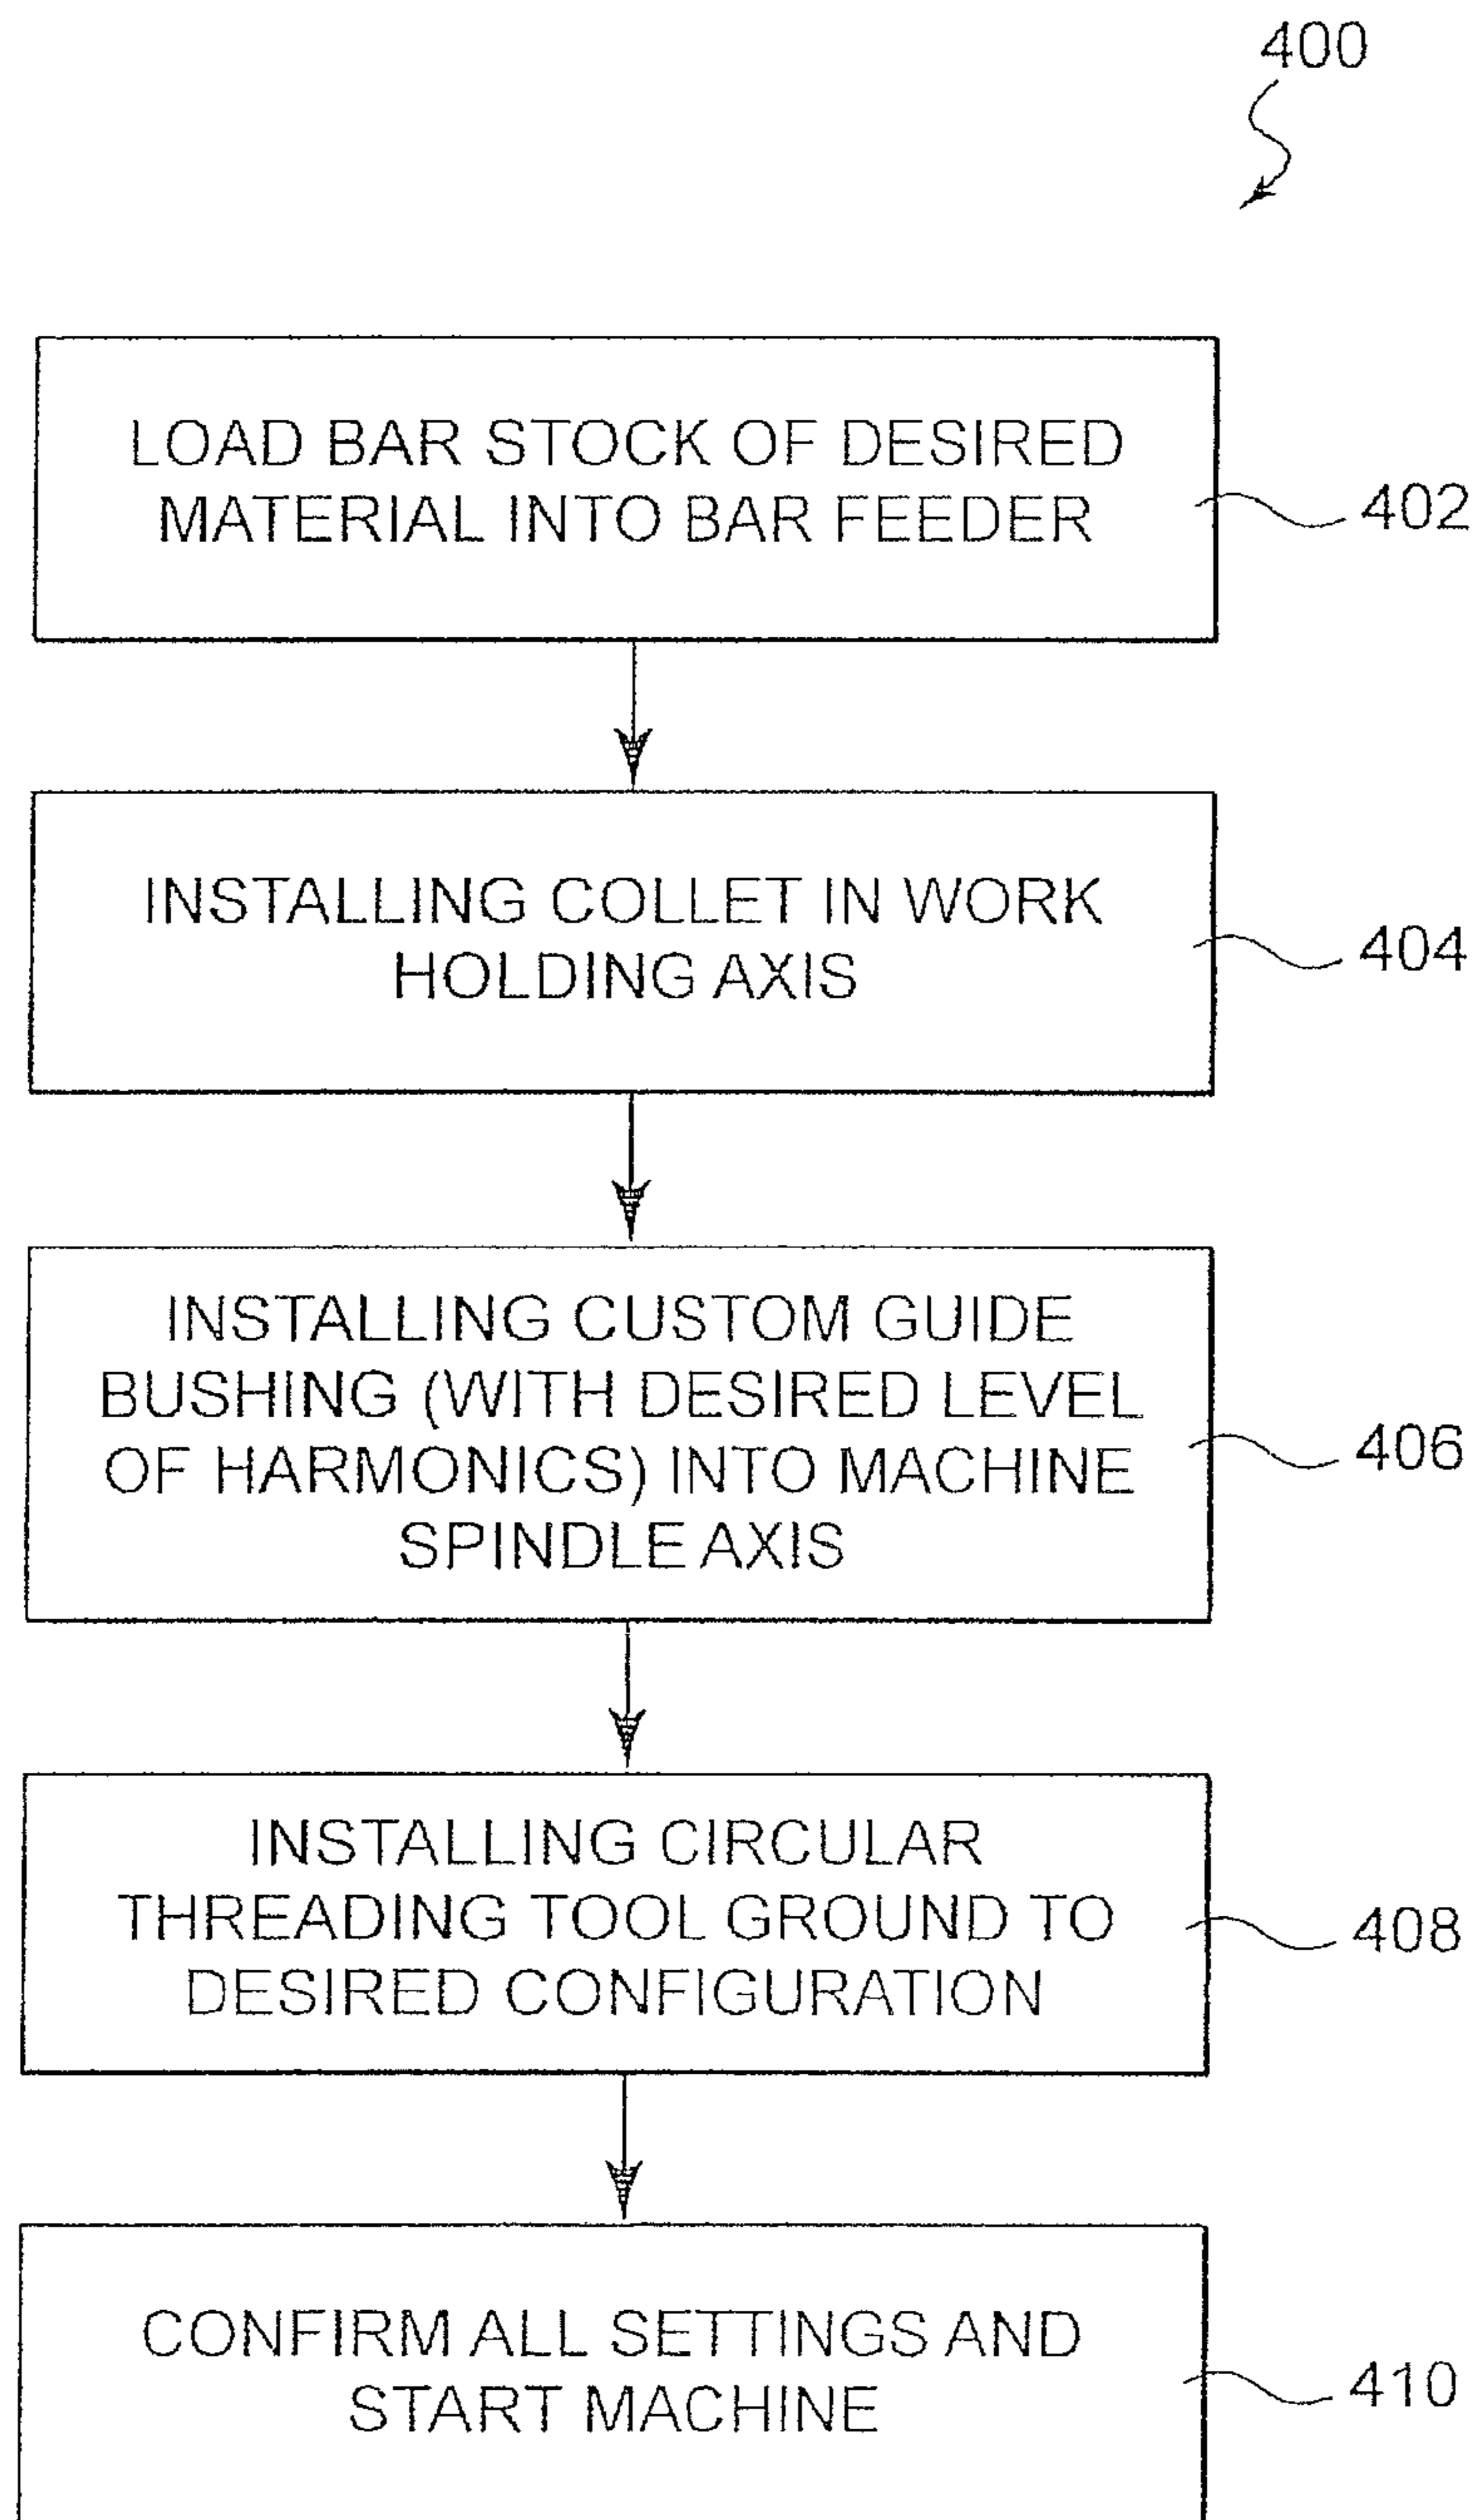 400
LOAD BAR STOCK OF DESIRED
MATERIAL INTO BAR FEEDER
402
INSTALLING COLLET IN WORK
HOLDING AXIS
404
INSTALLING CUSTOM GUIDE
BUSHING (WITH DESIRED LEVEL
OF HARMONICS) INTO MACHINE
SPINDLE AXIS
406
INSTALLING CIRCULAR
THREADING TOOL GROUND TO
DESIRED CONFIGURATION
408
CONFIRM ALL SETTINGS AND
START MACHINE
410